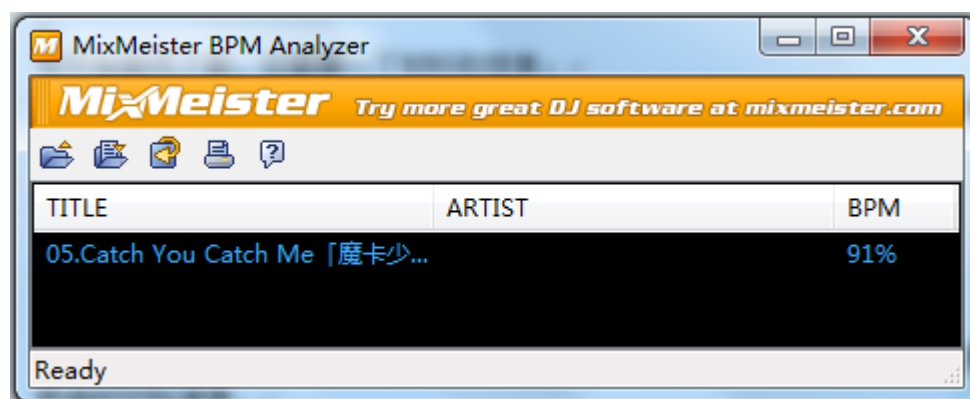 MixMeister BPM Analyzer
MixMeister Try more great DJ software at mixmeister.com
TITLE ARTIST BPM
05.Catch You Catch Me「魔卡少... 91%
Ready